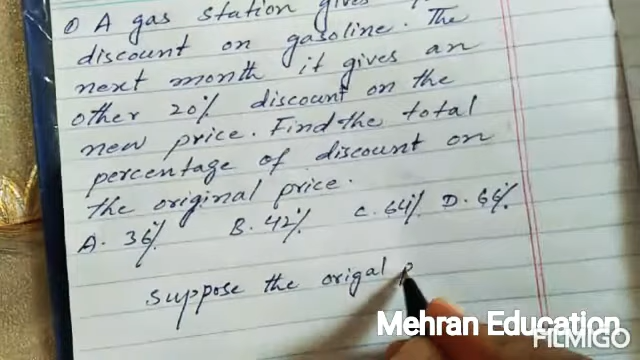 A gas station gives
discount on gasoline. The
next month it gives an
other 20% discount on the
new price. Find the total
percentage of discount on
the original price.
A. 36% B. 42% C. 64% D. 66%
suppose the origal p
Mehran Education
FILMIGO